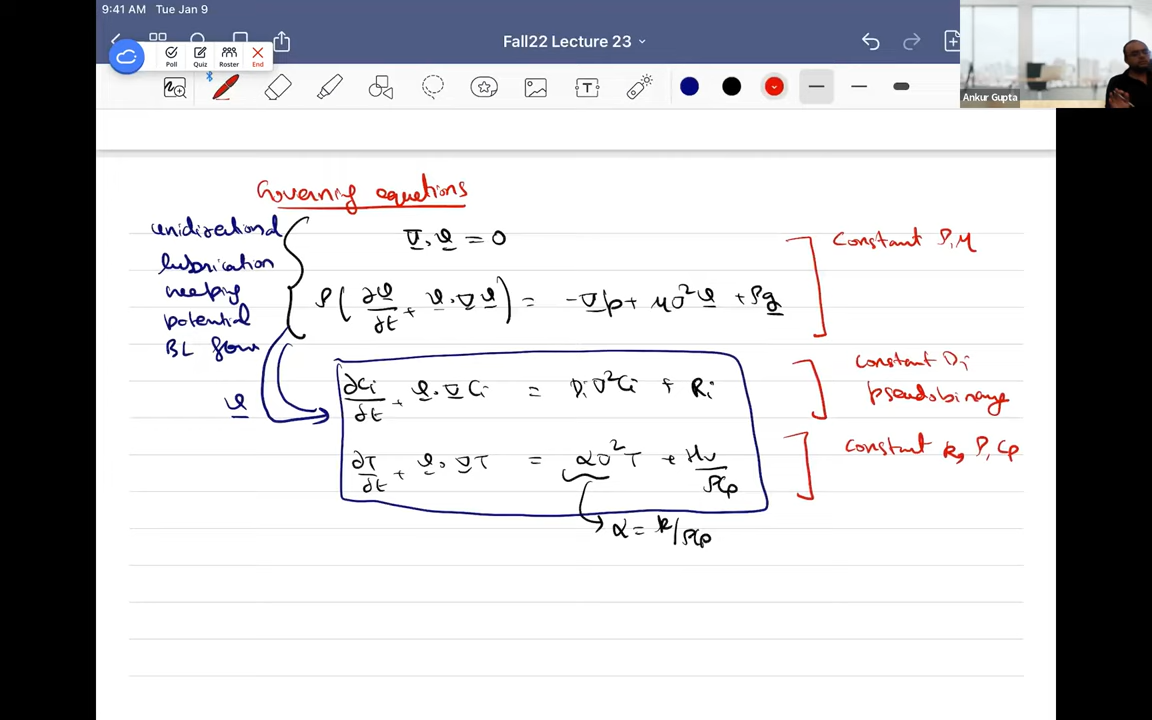 9:41 AM Tue Jan 9
Fall22 Lecture 23
Poll Quiz Roster End
Ankur Gupta
Governing equations
unidirectional
lubrication
creeping
potential
BL flow
v
∇·v = 0
ρ(∂v/∂t + v·∇v) = -∇p + μ∇²v + ρg
Constant ρ, μ
∂Ci/∂t + v·∇Ci = Di∇²Ci + Ri
constant Di
pseudobinary
∂T/∂t + v·∇T = α∇²T + Hv/ρCp
constant k, ρ, Cp
α = k/ρCp